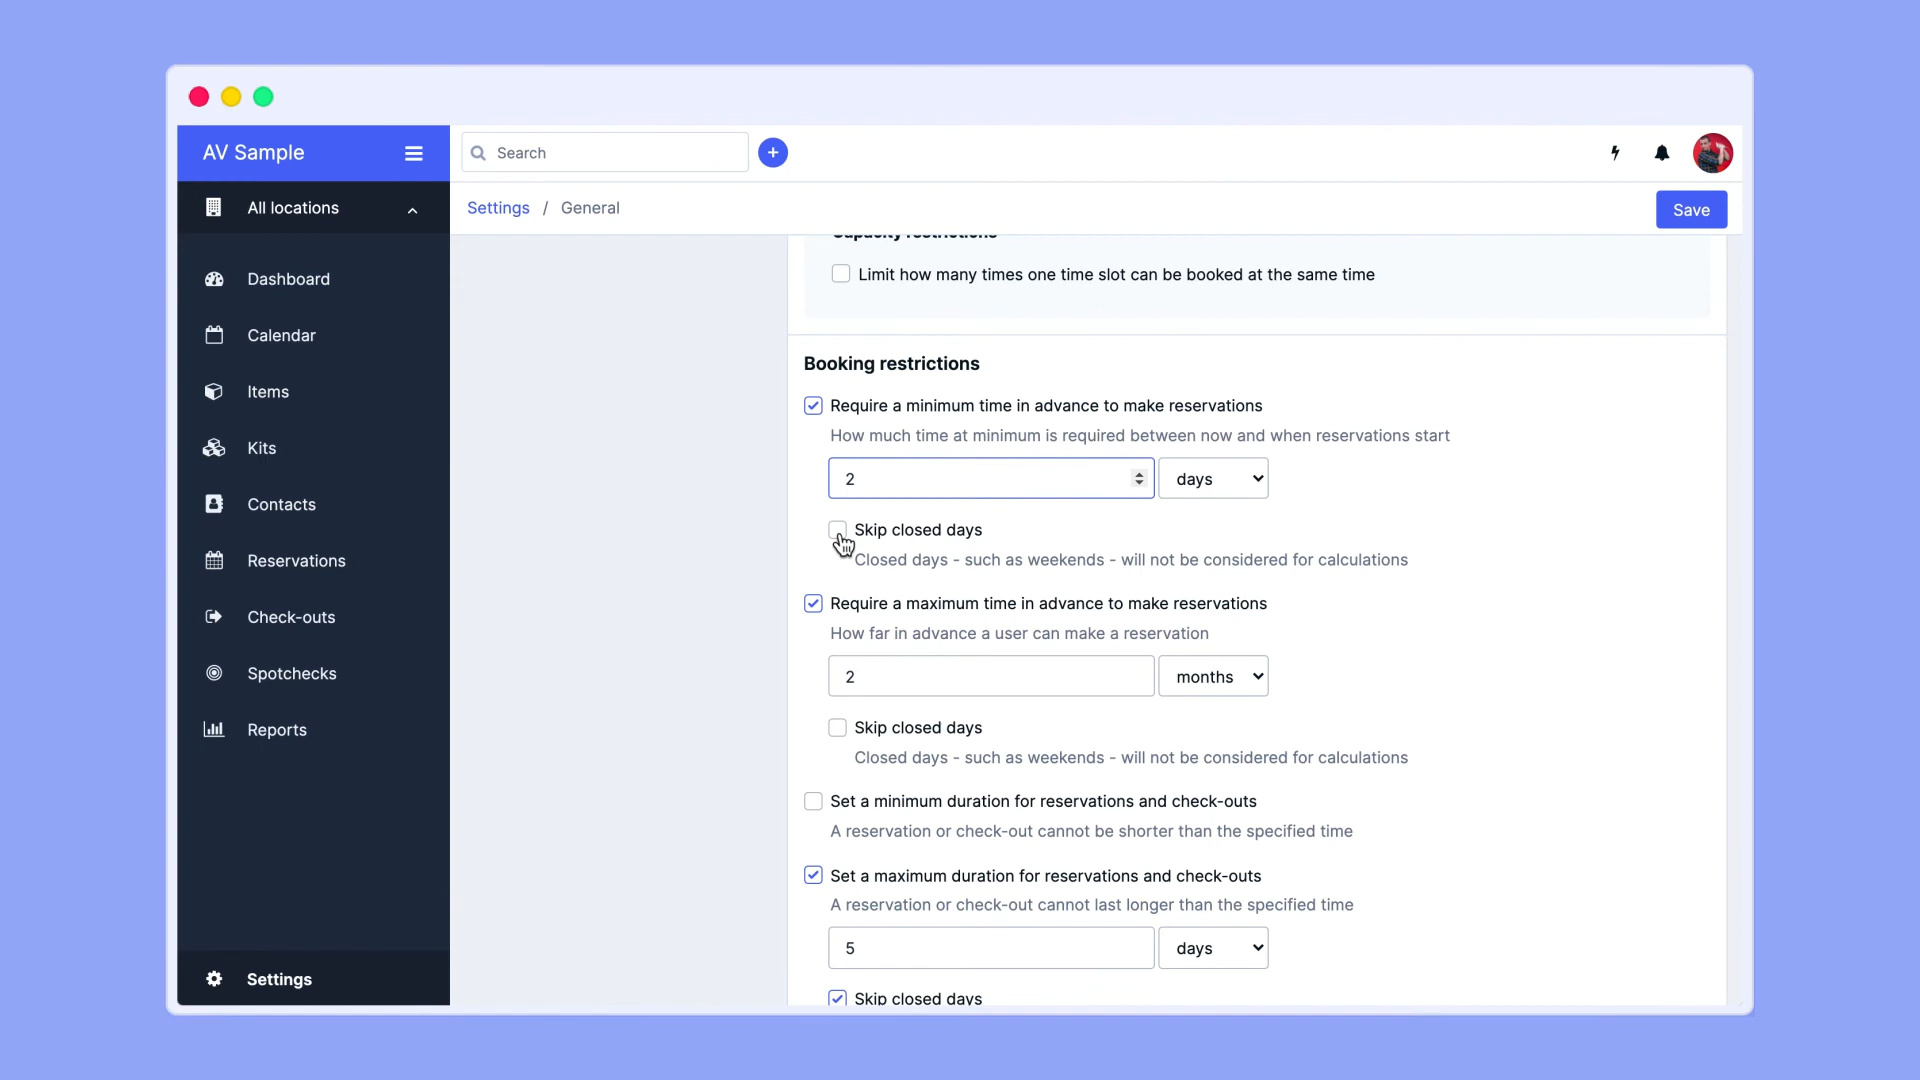 AV Sample
Search
All locations
Settings / General
Save
Dashboard
Calendar
Items
Kits
Contacts
Reservations
Check-outs
Spotchecks
Reports
Settings
Capacity restrictions
Limit how many times one time slot can be booked at the same time
Booking restrictions
Require a minimum time in advance to make reservations
How much time at minimum is required between now and when reservations start
2 days
Skip closed days
Closed days - such as weekends - will not be considered for calculations
Require a maximum time in advance to make reservations
How far in advance a user can make a reservation
2 months
Skip closed days
Closed days - such as weekends - will not be considered for calculations
Set a minimum duration for reservations and check-outs
A reservation or check-out cannot be shorter than the specified time
Set a maximum duration for reservations and check-outs
A reservation or check-out cannot last longer than the specified time
5 days
Skip closed days